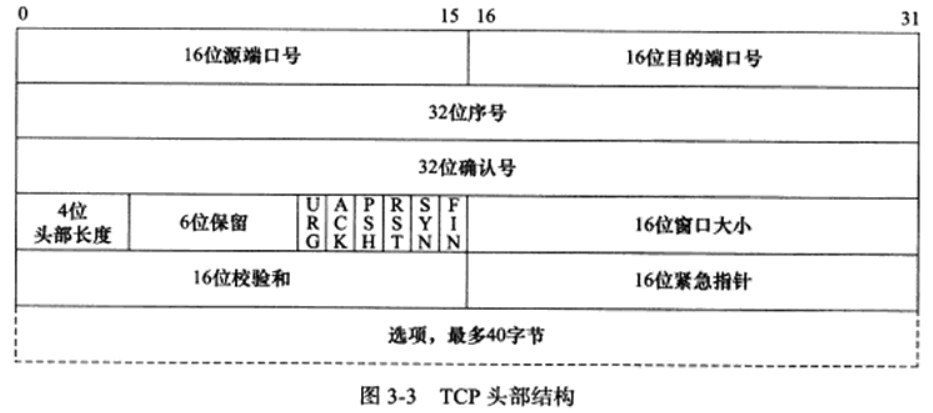 0 15 16 31
16位源端口号 16位目的端口号
32位序号
32位确认号
4位头部长度 6位保留 URG ACK PSH RST SYN FIN 16位窗口大小
16位校验和 16位紧急指针
选项，最多40字节
图 3-3 TCP 头部结构